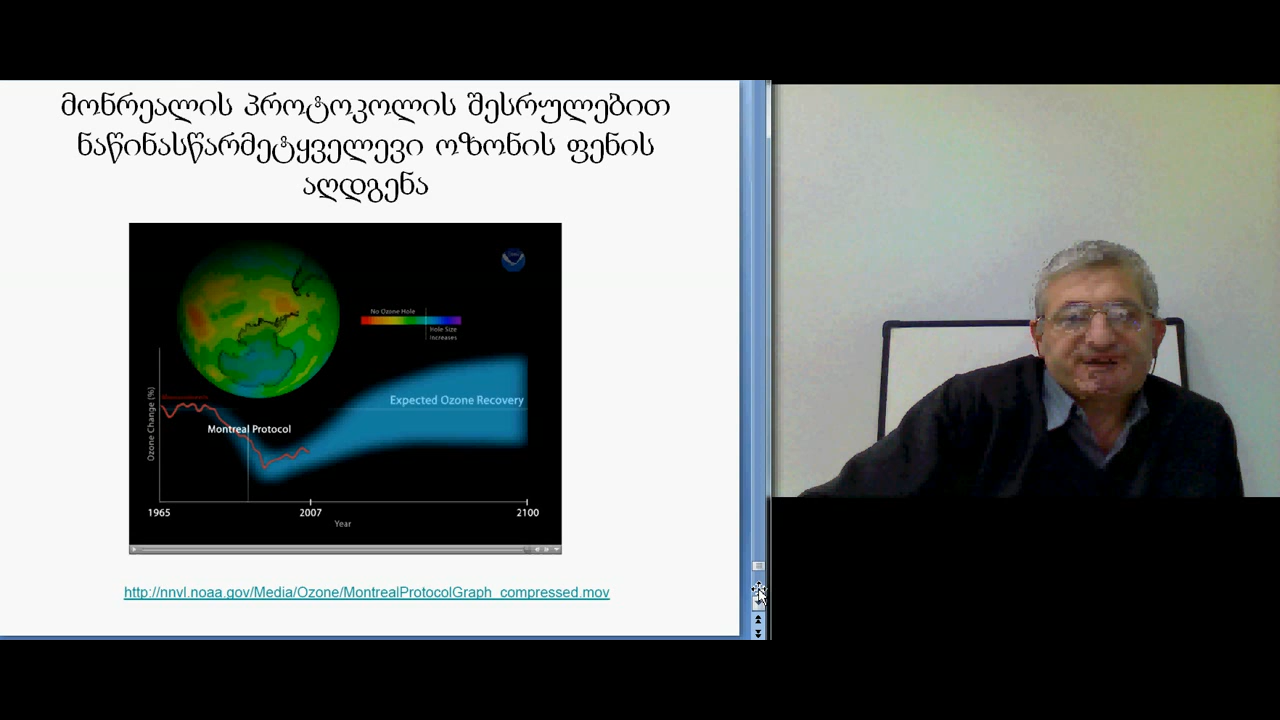 მონრეალის პროტოკოლის შესრულებით
ნაწინასწარმეტყველევი ოზონის ფენის
აღდგენა
No Ozone Hole
Hole Size
Increases
Expected Ozone Recovery
Montreal Protocol
Ozone Change (%)
1965
2007
2100
Year
http://nnvl.noaa.gov/Media/Ozone/MontrealProtocolGraph_compressed.mov